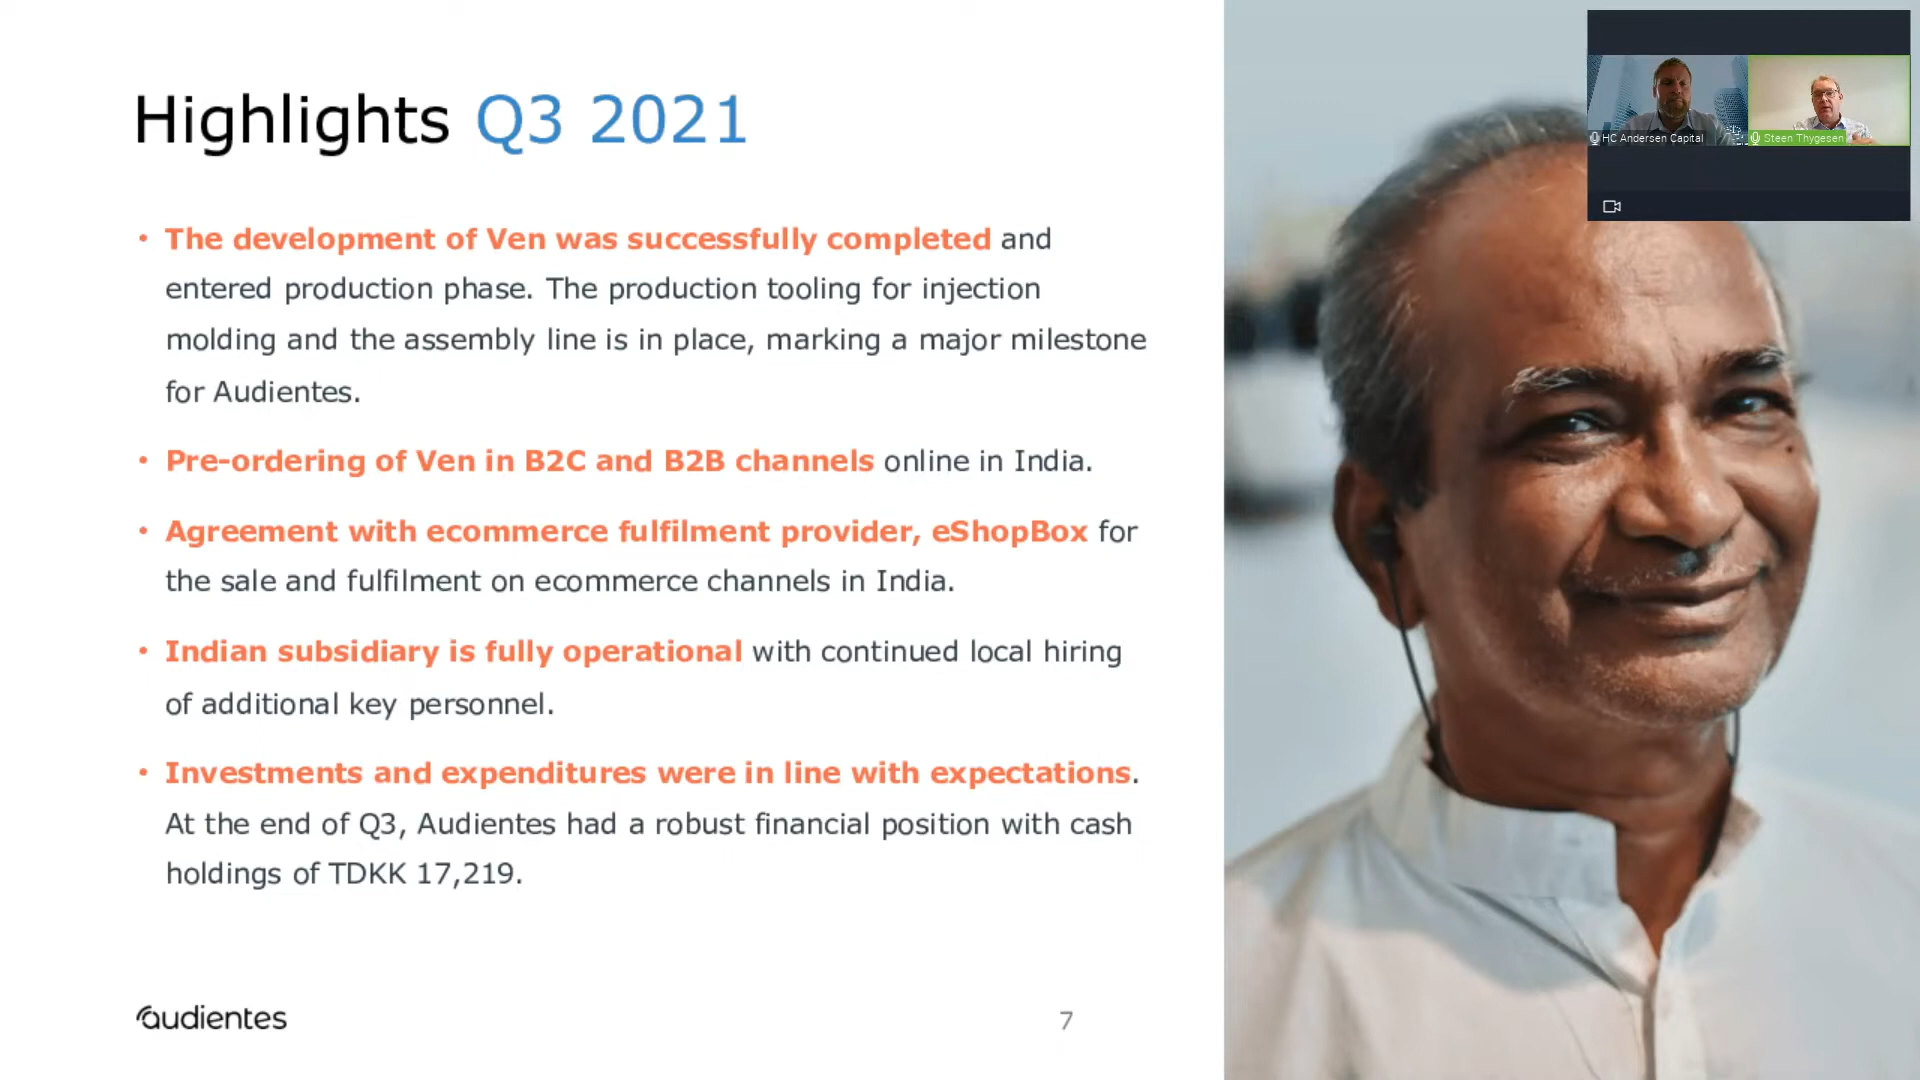 Highlights Q3 2021
• The development of Ven was successfully completed and
entered production phase. The production tooling for injection
molding and the assembly line is in place, marking a major milestone
for Audientes.
• Pre-ordering of Ven in B2C and B2B channels online in India.
• Agreement with ecommerce fulfilment provider, eShopBox for
the sale and fulfilment on ecommerce channels in India.
• Indian subsidiary is fully operational with continued local hiring
of additional key personnel.
• Investments and expenditures were in line with expectations.
At the end of Q3, Audientes had a robust financial position with cash
holdings of TDKK 17,219.
audientes
7
HC Andersen Capital
Steen Thygesen